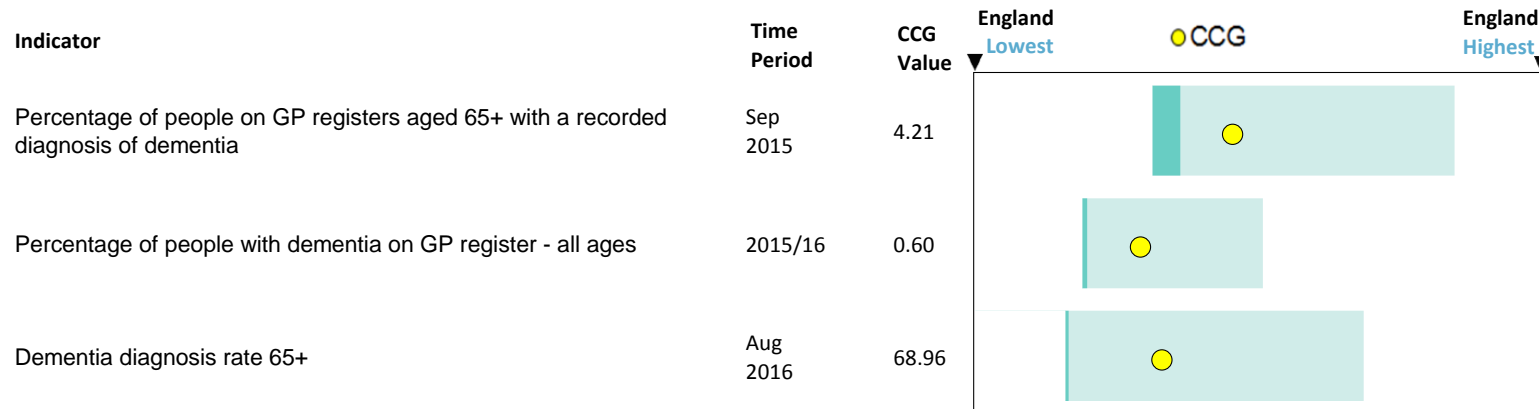 Indicator
Time
Period
CCG
Value
England
Lowest
CCG
England
Highest
Percentage of people on GP registers aged 65+ with a recorded
diagnosis of dementia
Sep
2015
4.21
Percentage of people with dementia on GP register - all ages
2015/16
0.60
Dementia diagnosis rate 65+
Aug
2016
68.96